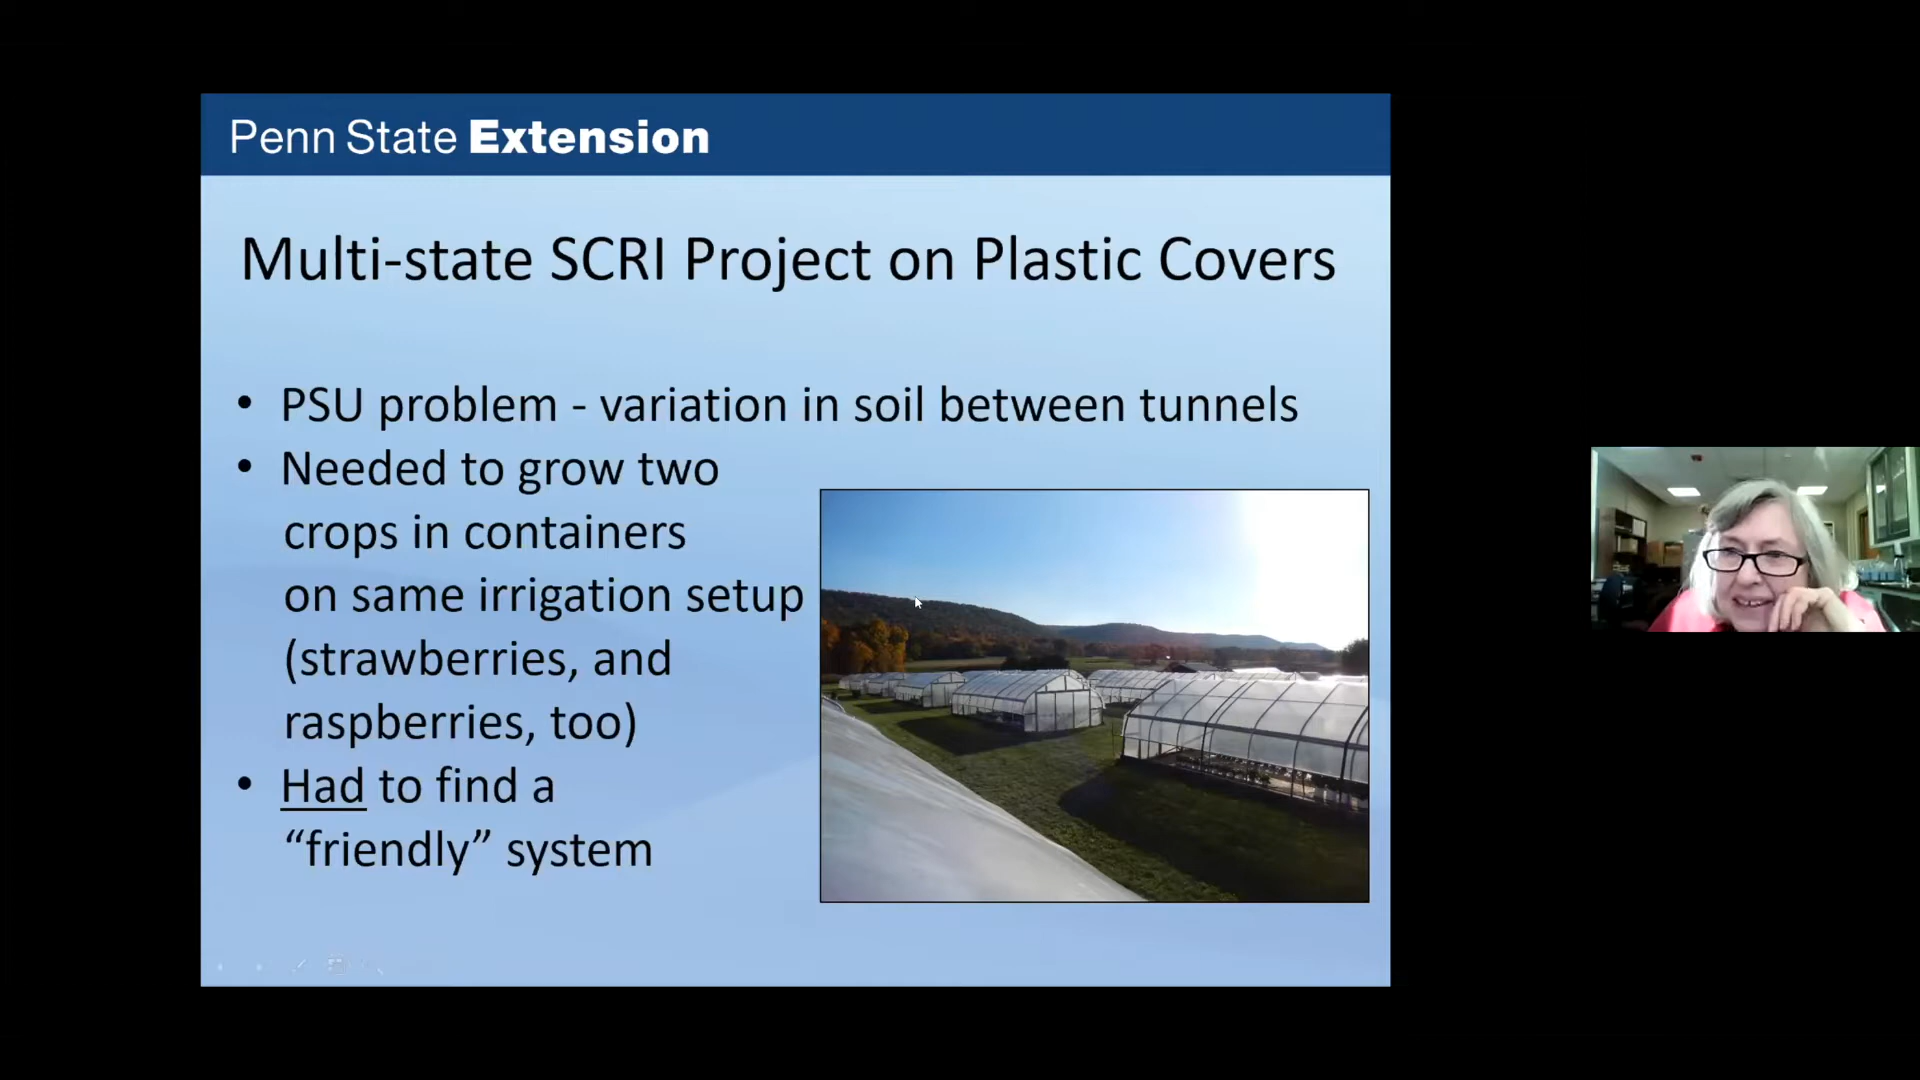 Penn State Extension
Multi-state SCRI Project on Plastic Covers
• PSU problem - variation in soil between tunnels
• Needed to grow two
crops in containers
on same irrigation setup
(strawberries, and
raspberries, too)
• Had to find a
“friendly” system